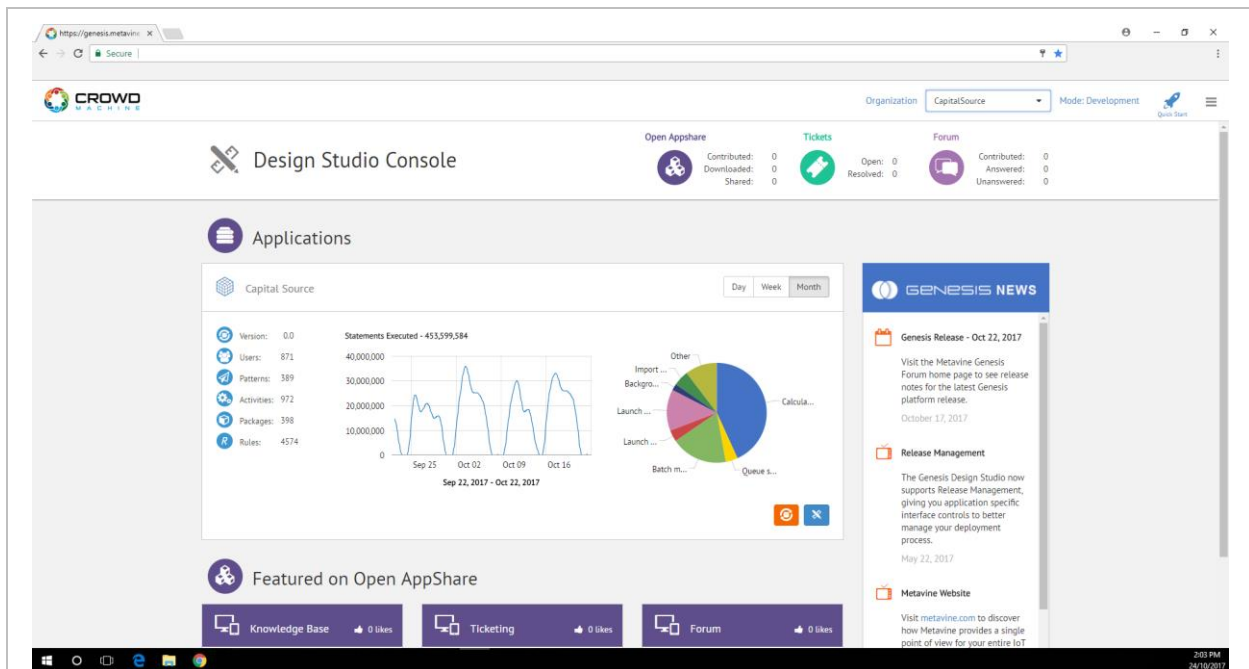 https://genesis.metavine
Secure
CROWD
MACHINE
Organization CapitalSource Mode: Development
Quick Start
Design Studio Console
Open Appshare
Contributed: 0
Downloaded: 0
Shared: 0
Tickets
Open: 0
Resolved: 0
Forum
Contributed: 0
Answered: 0
Unanswered: 0
Applications
Capital Source
Day Week Month
Version: 0.0
Users: 871
Patterns: 389
Activities: 972
Packages: 398
R Rules: 4574
Statements Executed - 453,599,584
40,000,000
30,000,000
20,000,000
10,000,000
0
Sep 25 Oct 02 Oct 09 Oct 16
Sep 22, 2017 - Oct 22, 2017
Other
Import ...
Backgro...
Launch ...
Launch ...
Batch m...
Queue s...
Calcula...
GENESIS NEWS
Genesis Release - Oct 22, 2017
Visit the Metavine Genesis
Forum home page to see release
notes for the latest Genesis
platform release.
October 17, 2017
Release Management
The Genesis Design Studio now
supports Release Management,
giving you application specific
interface controls to better
manage your deployment
process.
May 22, 2017
Metavine Website
Visit metavine.com to discover
how Metavine provides a single
point of view for your entire IoT
Featured on Open AppShare
Knowledge Base 0 likes
Ticketing 0 likes
Forum 0 likes
2:03 PM
24/10/2017